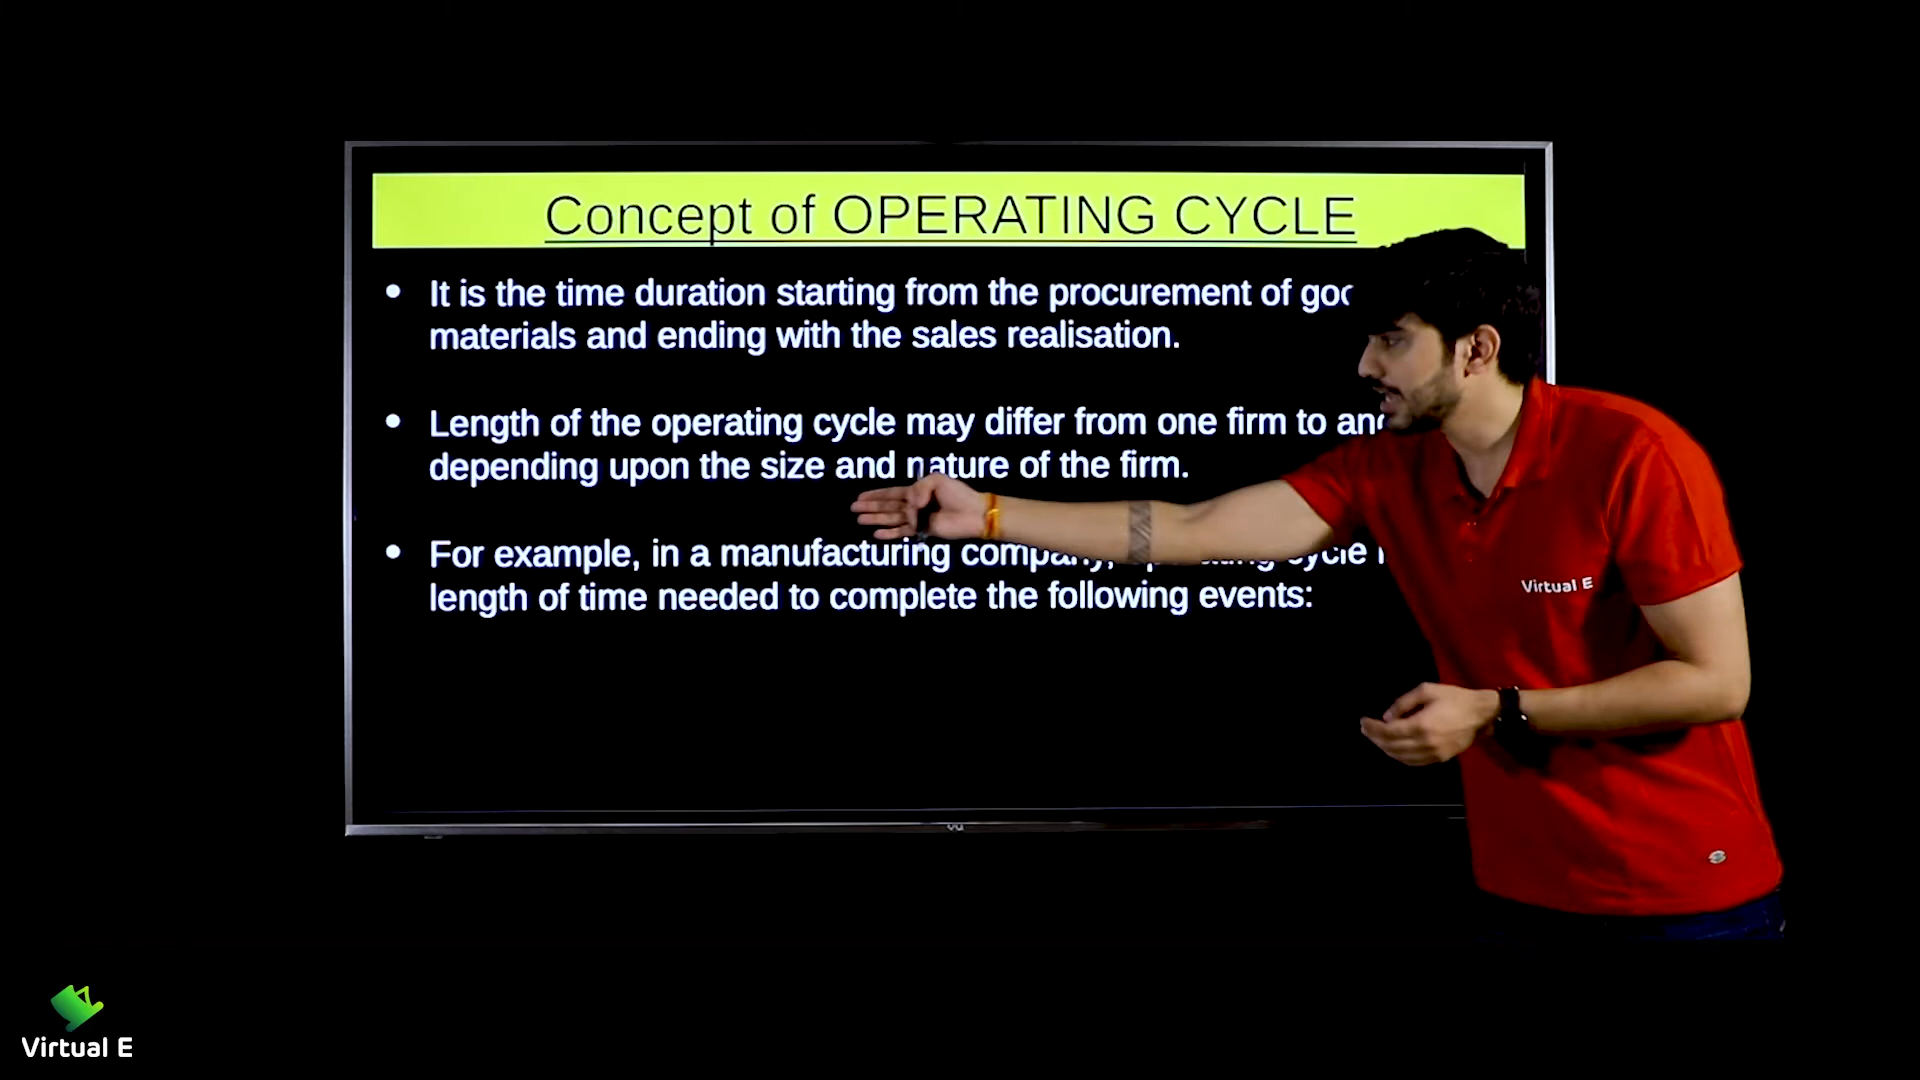 Concept of OPERATING CYCLE
• It is the time duration starting from the procurement of
materials and ending with the sales realisation.
• Length of the operating cycle may differ from one firm to
depending upon the size and nature of the firm.
• For example, in a manufacturing company, cycle
length of time needed to complete the following events:
Virtual E
vu
Virtual E